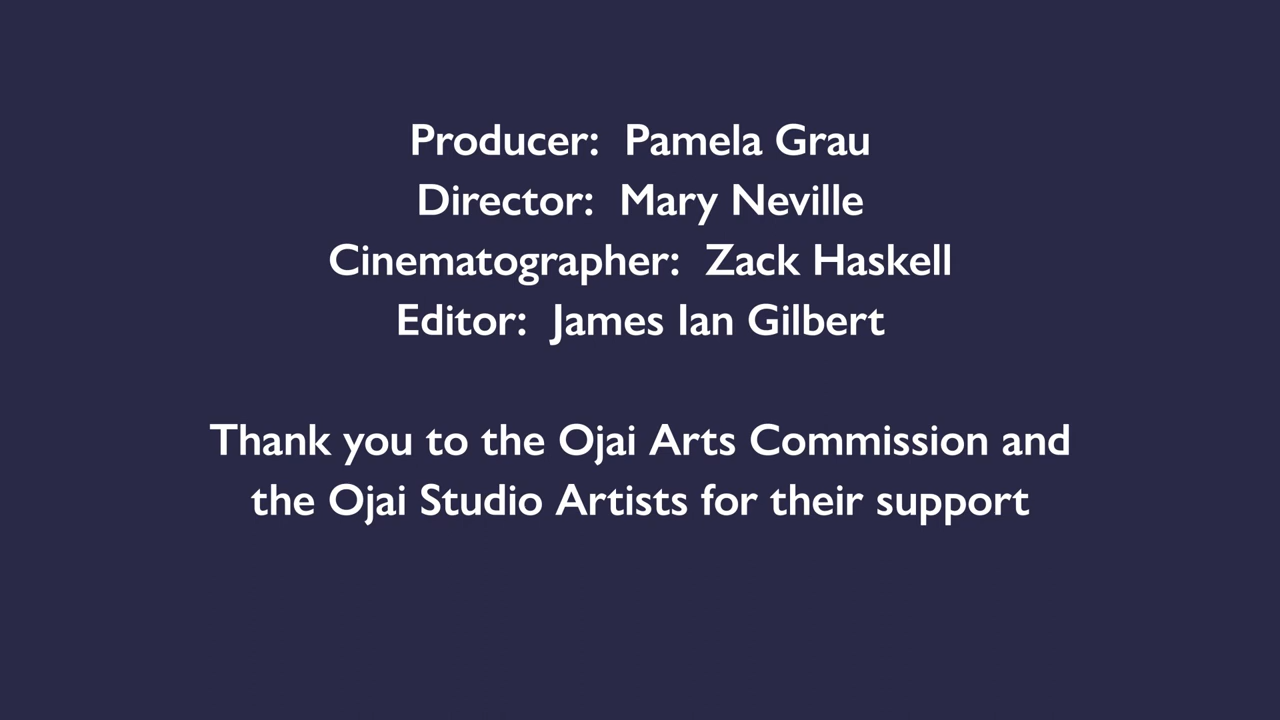 Producer:  Pamela Grau
Director:  Mary Neville
Cinematographer:  Zack Haskell
Editor:  James Ian Gilbert
Thank you to the Ojai Arts Commission and
the Ojai Studio Artists for their support